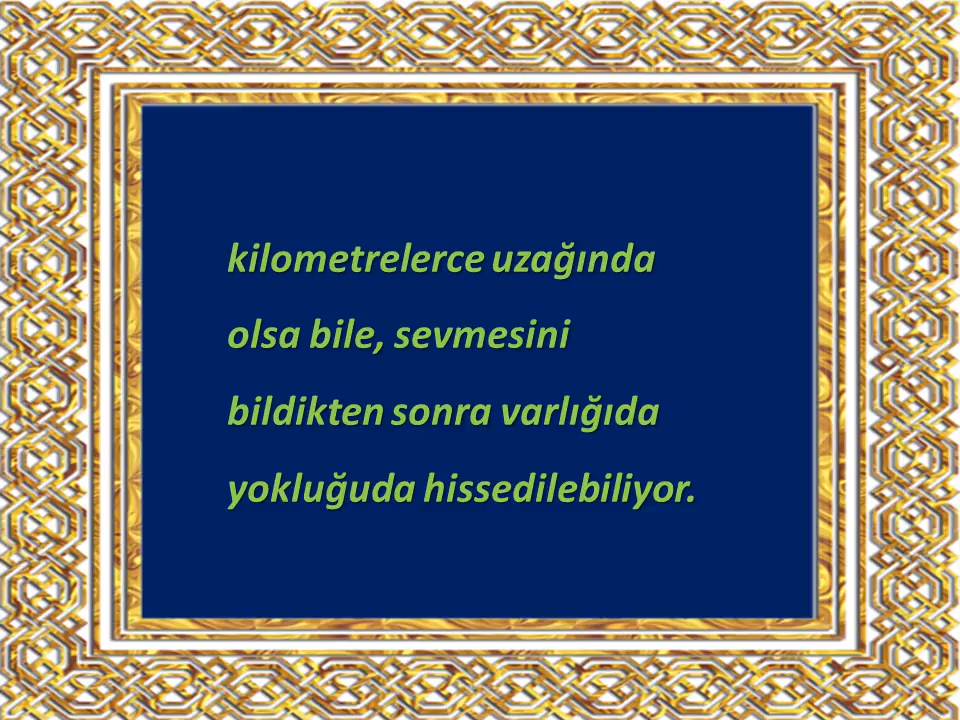 kilometrelerce uzağında
olsa bile, sevmesini
bildikten sonra varlığıda
yokluğuda hissedilebiliyor.